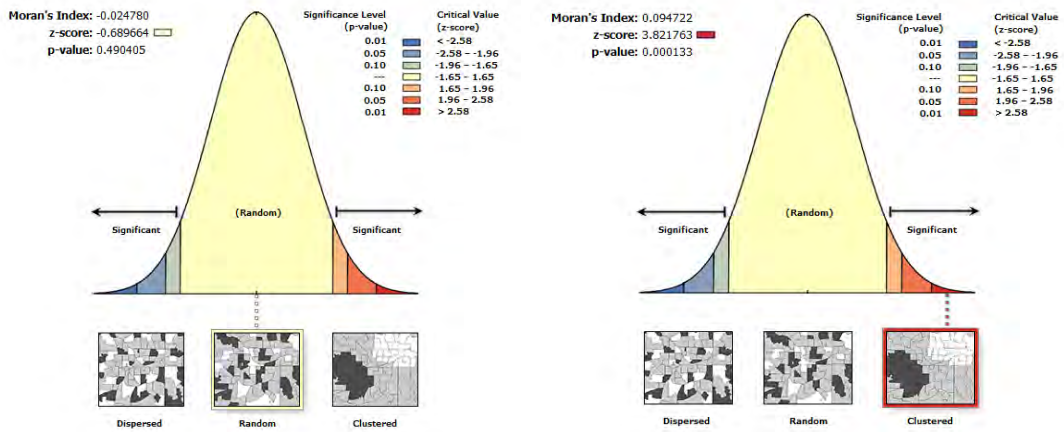 Moran's Index: -0.024780
z-score: -0.689664
p-value: 0.490405
Significance Level (p-value)
Critical Value (z-score)
0.01 < -2.58
0.05 -2.58 – -1.96
0.10 -1.96 – -1.65
--- -1.65 – 1.65
0.10 1.65 – 1.96
0.05 1.96 – 2.58
0.01 > 2.58
(Random)
Significant
Significant
Dispersed
Random
Clustered
Moran's Index: 0.094722
z-score: 3.821763
p-value: 0.000133
Significance Level (p-value)
Critical Value (z-score)
0.01 < -2.58
0.05 -2.58 – -1.96
0.10 -1.96 – -1.65
--- -1.65 – 1.65
0.10 1.65 – 1.96
0.05 1.96 – 2.58
0.01 > 2.58
(Random)
Significant
Significant
Dispersed
Random
Clustered